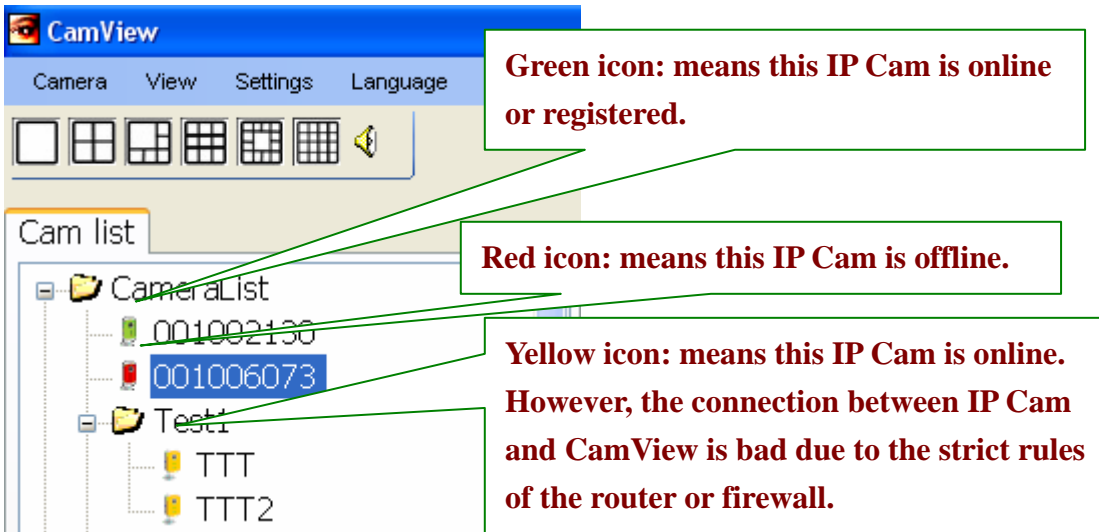 CamView
Camera View Settings Language
Green icon: means this IP Cam is online
or registered.
Cam list
Red icon: means this IP Cam is offline.
CameraList
001002130
001006073
Test1
TTT
TTT2
Yellow icon: means this IP Cam is online.
However, the connection between IP Cam
and CamView is bad due to the strict rules
of the router or firewall.